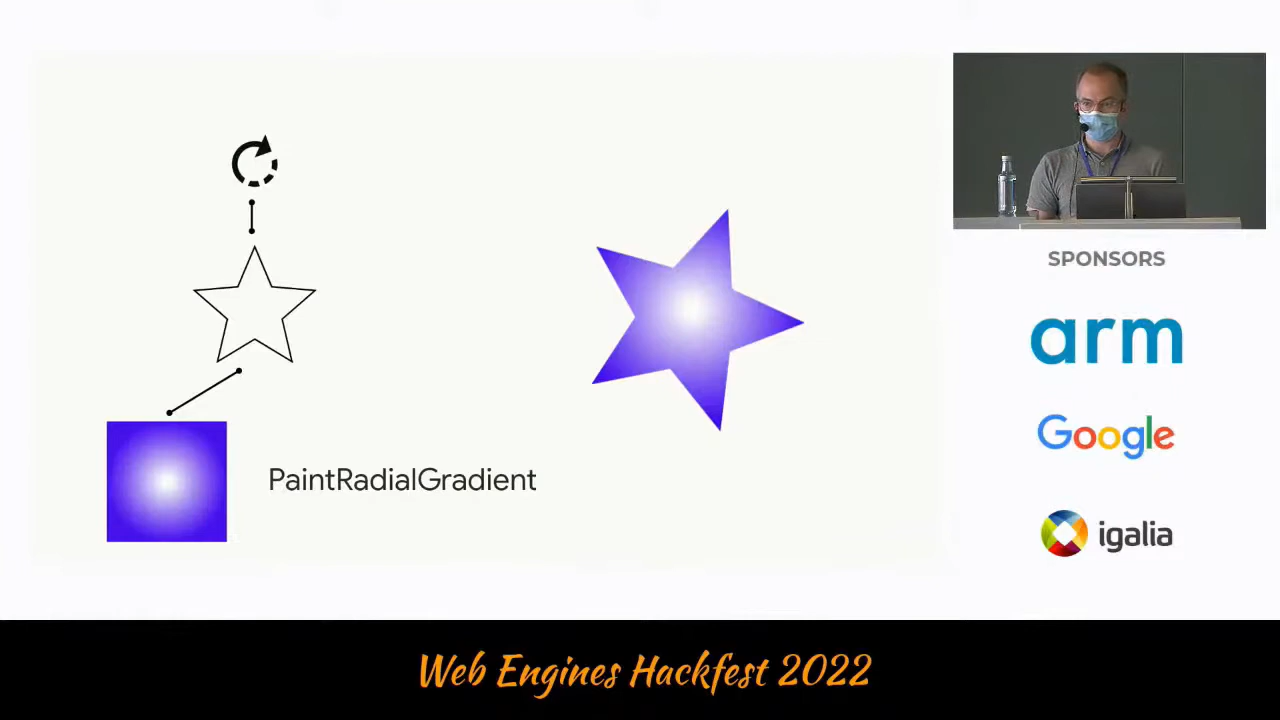 PaintRadialGradient
SPONSORS
arm
Google
igalia
Web Engines Hackfest 2022